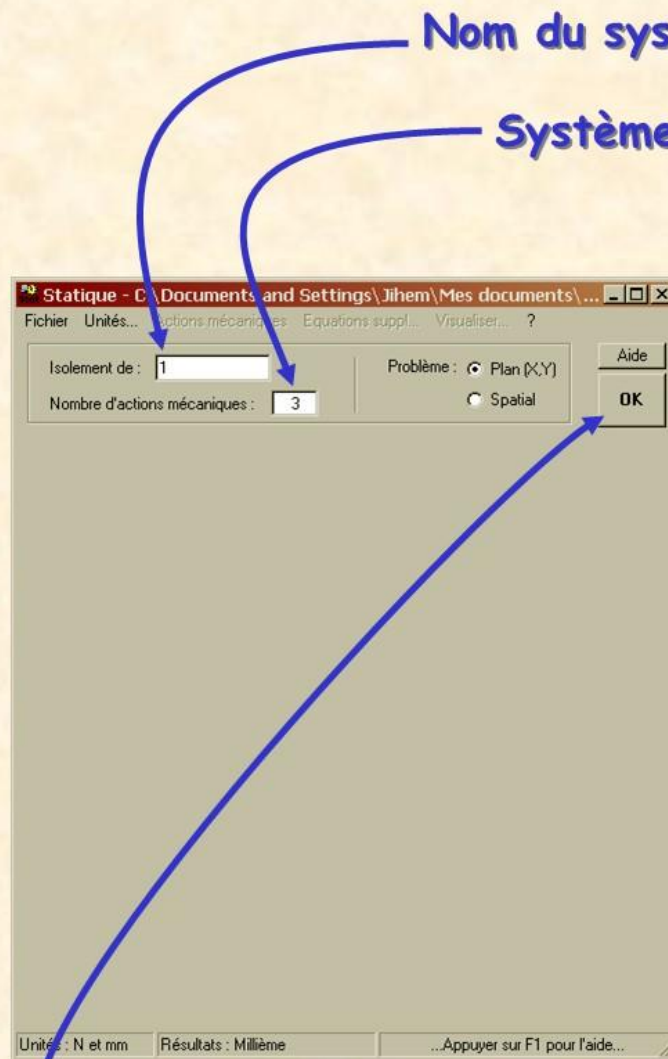 Nom du sys
Système
Statique - C:\Documents and Settings\Jihem\Mes documents\...
Fichier Unités... Actions mécaniques Equations suppl... Visualiser... ?
Isolement de : 1
Problème : Plan (X,Y)
Aide
Nombre d'actions mécaniques : 3
Spatial
OK
Unités : N et mm
Résultats : Millième
...Appuyer sur F1 pour l'aide...